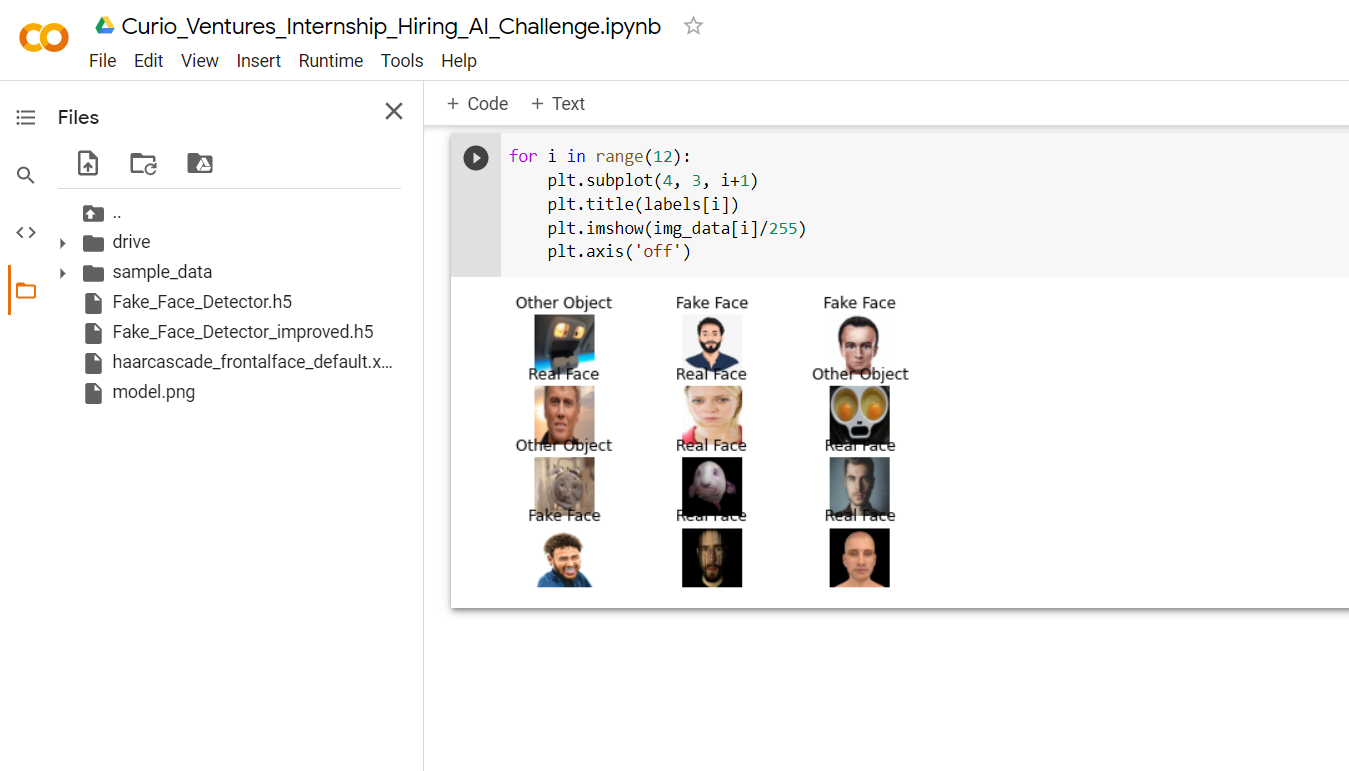 Curio_Ventures_Internship_Hiring_AI_Challenge.ipynb
File Edit View Insert Runtime Tools Help
Files
..
drive
sample_data
Fake_Face_Detector.h5
Fake_Face_Detector_improved.h5
haarcascade_frontalface_default.x...
model.png
+ Code + Text
for i in range(12):
    plt.subplot(4, 3, i+1)
    plt.title(labels[i])
    plt.imshow(img_data[i]/255)
    plt.axis('off')
Other Object Fake Face Fake Face
Real Face Real Face Other Object
Other Object Real Face Real Face
Fake Face Real Face Real Face